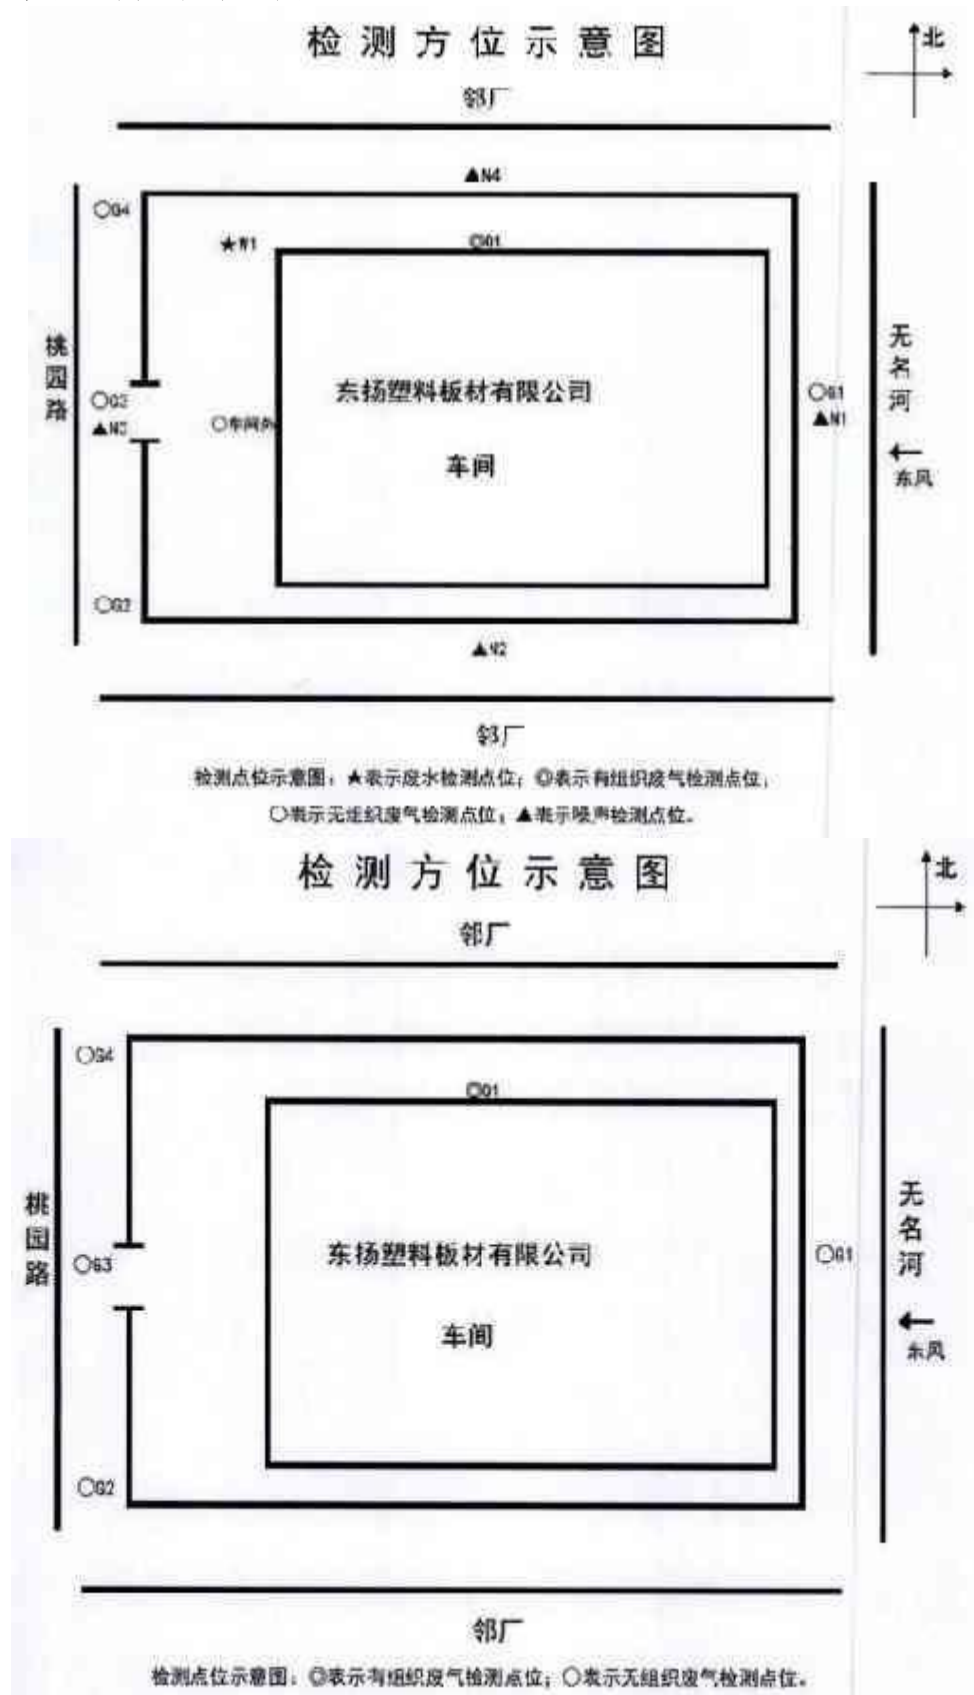 检测方位示意图
北
邻厂
▲N4
○G4
★W1
◎Q1
桃园路
无名河
东扬塑料板材有限公司
○G3
○G1
▲N3
▲N1
○车间外
车间
东风
○G2
▲N2
邻厂
检测点位示意图：★表示废水检测点位；◎表示有组织废气检测点位；
○表示无组织废气检测点位；▲表示噪声检测点位。
检测方位示意图
北
邻厂
○G4
◎Q1
桃园路
无名河
东扬塑料板材有限公司
○G3
○G1
车间
东风
○G2
邻厂
检测点位示意图：◎表示有组织废气检测点位；○表示无组织废气检测点位。